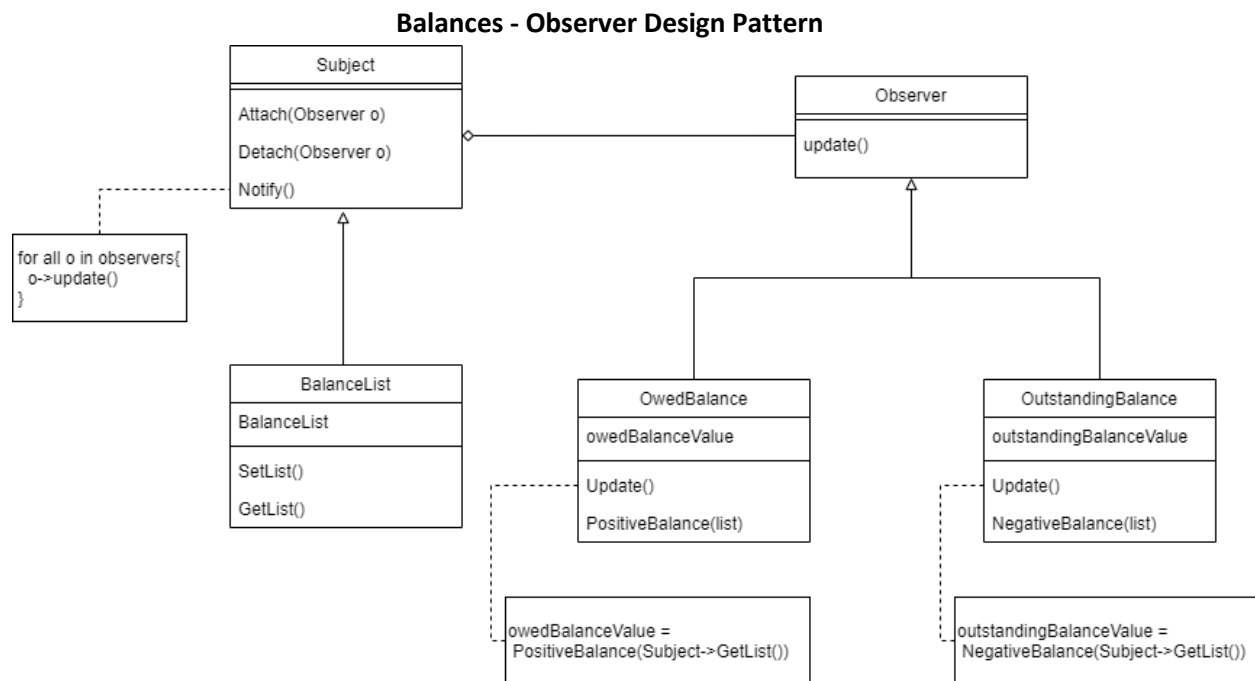 Balances - Observer Design Pattern
Subject
Attach(Observer o)
Detach(Observer o)
Notify()
Observer
update()
for all o in observers{
o->update()
}
BalanceList
BalanceList
SetList()
GetList()
OwedBalance
owedBalanceValue
Update()
PositiveBalance(list)
OutstandingBalance
outstandingBalanceValue
Update()
NegativeBalance(list)
owedBalanceValue =
PositiveBalance(Subject->GetList())
outstandingBalanceValue =
NegativeBalance(Subject->GetList())